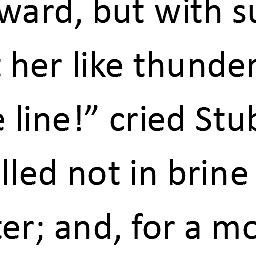 ward, but with su
her like thunder
e line!” cried Stub
lled not in brine
ter; and, for a mo